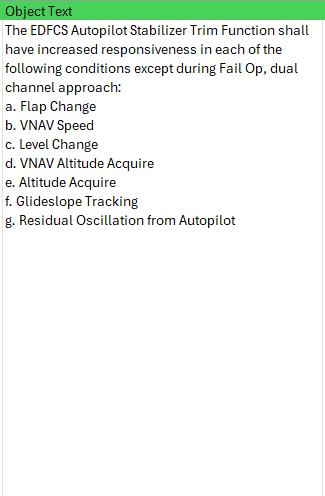 Object Text
The EDFCS Autopilot Stabilizer Trim Function shall
have increased responsiveness in each of the
following conditions except during Fail Op, dual
channel approach:
a. Flap Change
b. VNAV Speed
c. Level Change
d. VNAV Altitude Acquire
e. Altitude Acquire
f. Glideslope Tracking
g. Residual Oscillation from Autopilot